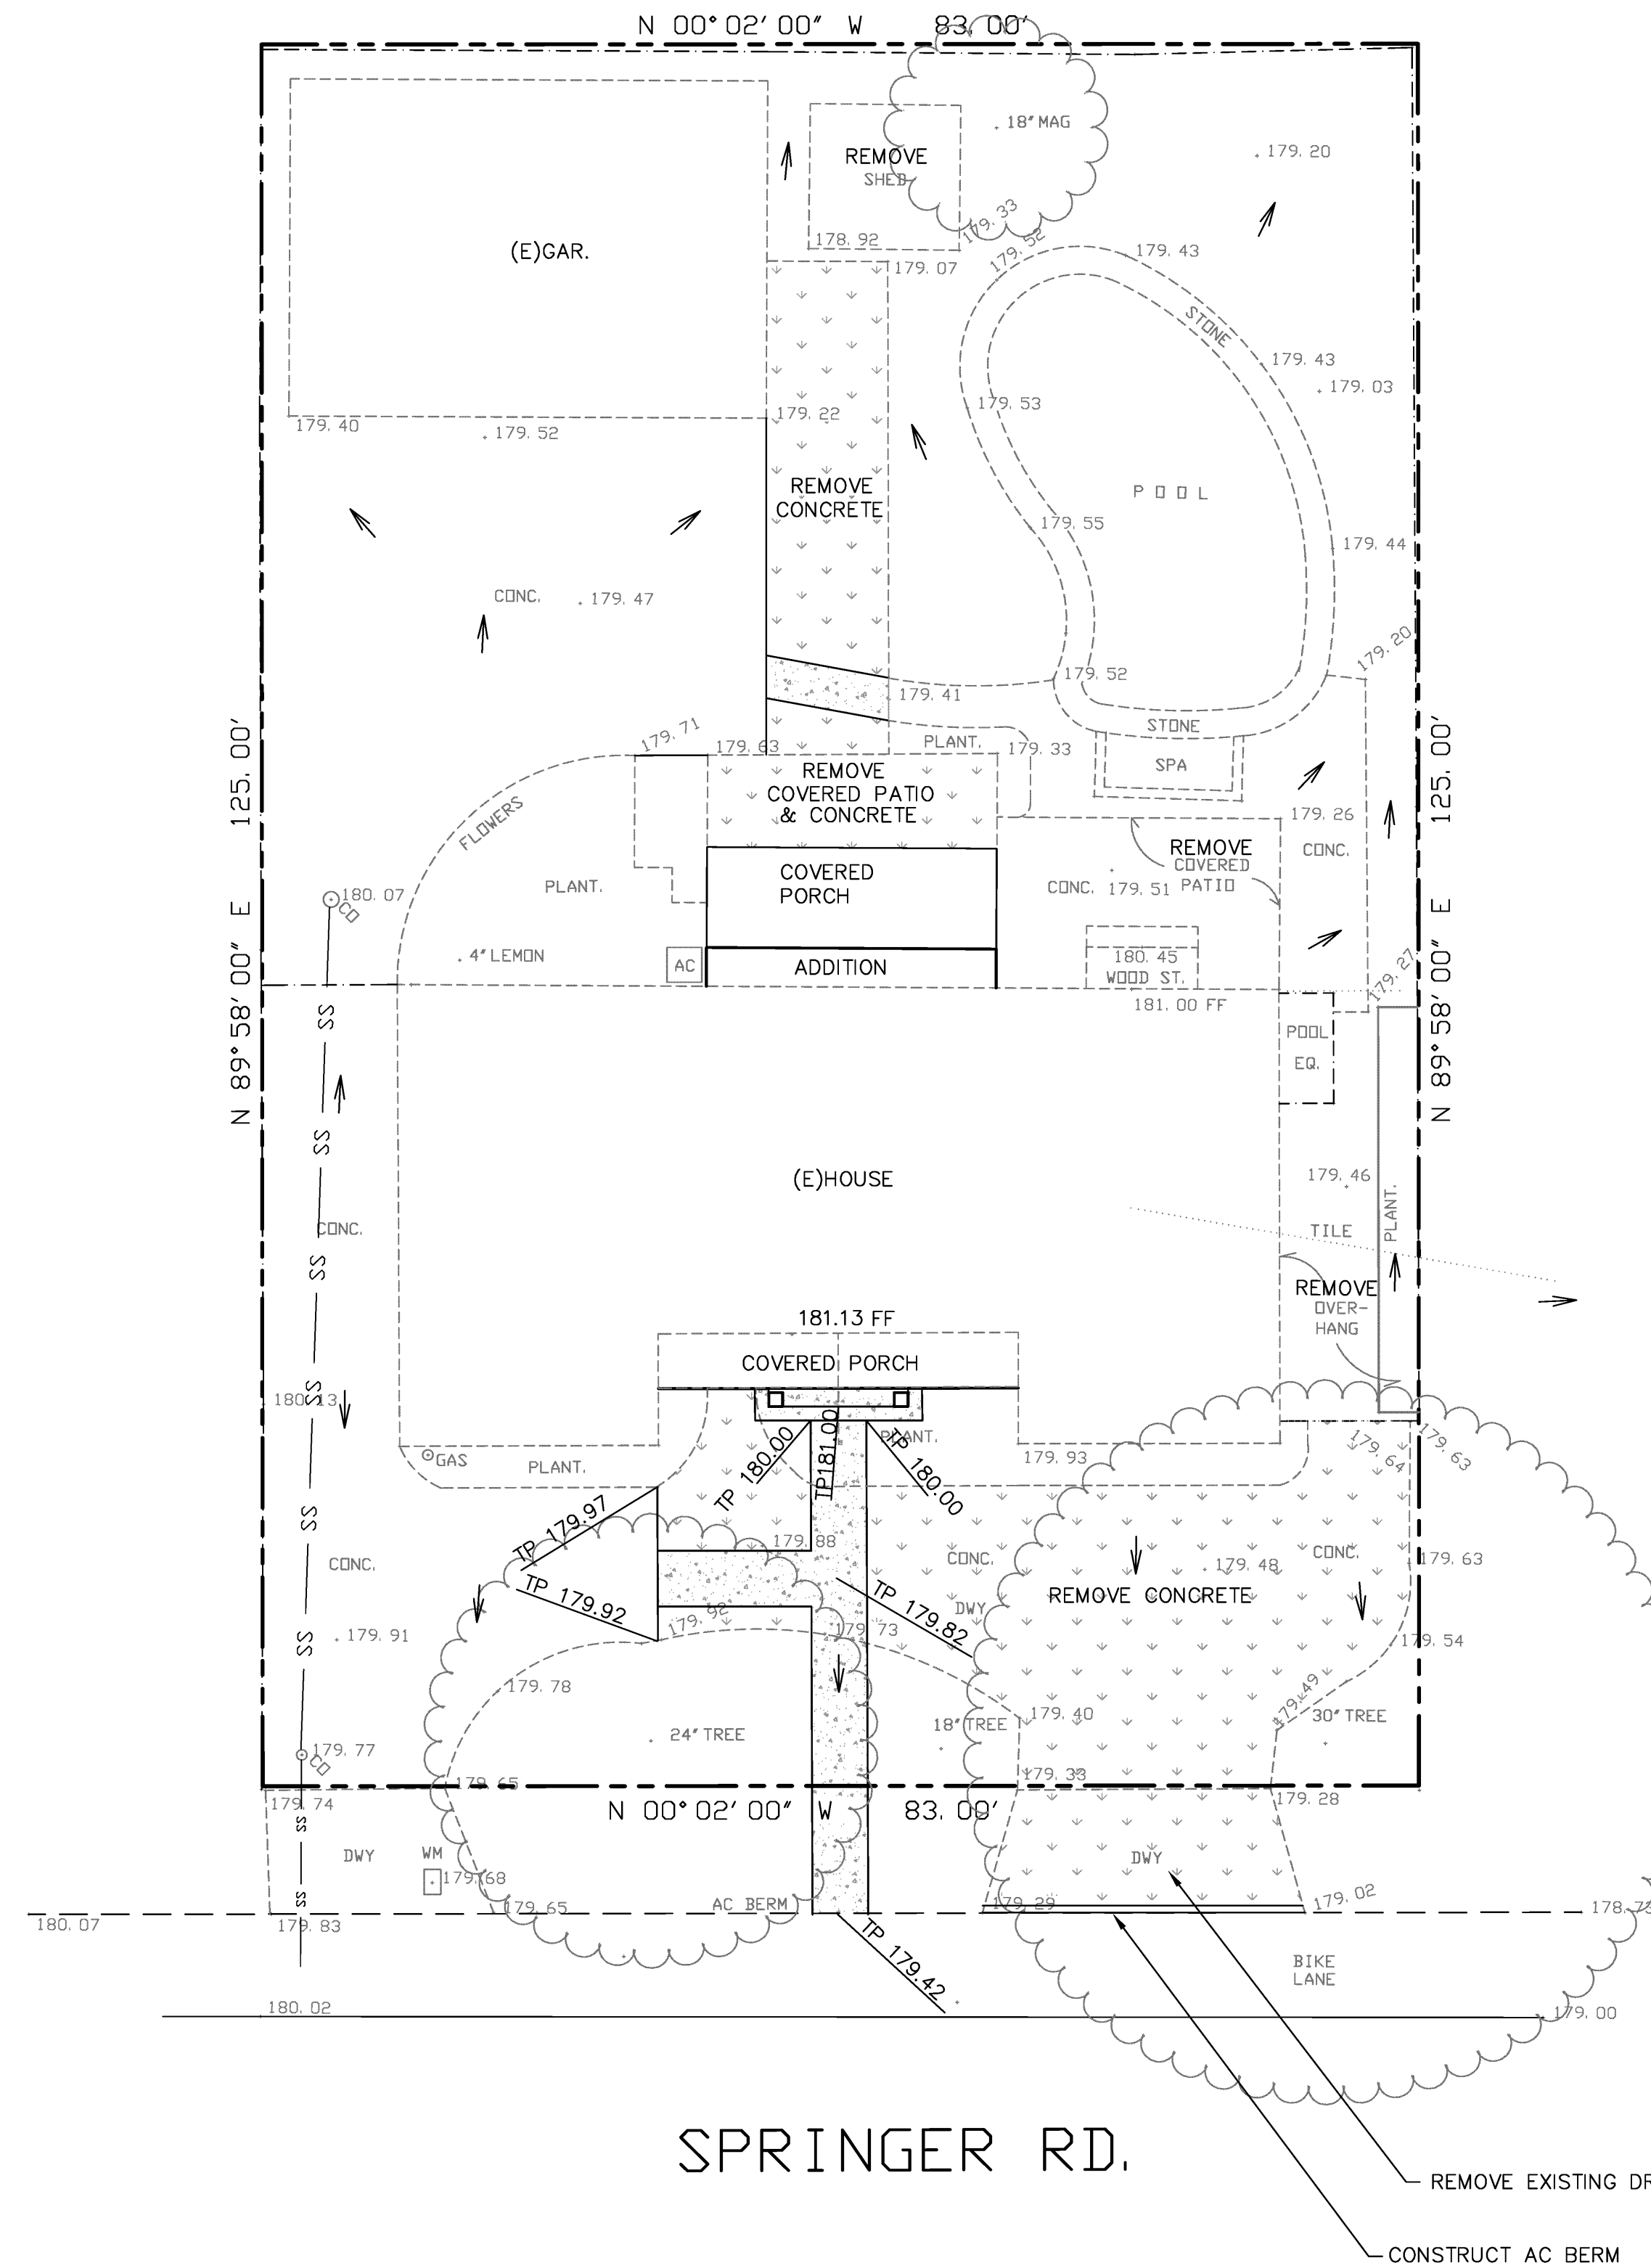 N 00°02'00" W 83.00'
18" MAG
179.20
REMOVE
SHED
179.33
(E)GAR.
178.92
179.52
179.43
179.07
STONE
179.43
179.03
179.53
179.40
179.52
179.22
REMOVE
CONCRETE
POOL
179.55
179.44
CONC.
179.47
179.20
179.52
179.41
N 89°58'00" E 125.00'
N 89°58'00" E 125.00'
179.71
179.63
PLANT.
179.33
STONE
SPA
REMOVE
COVERED PATIO
& CONCRETE
FLOWERS
179.26
REMOVE
COVERED
PATIO
CONC.
COVERED
PORCH
PLANT.
CONC. 179.51
180.07
CO
4" LEMON
AC
ADDITION
180.45
WOOD ST.
179.27
181.00 FF
SS
POOL
EQ.
SS
(E)HOUSE
179.46
CONC.
TILE
PLANT.
SS
REMOVE
OVER-
HANG
181.13 FF
COVERED PORCH
180.13
SS
TP 180.00
TP181.00
PLANT.
TP 180.00
179.93
179.64
179.63
GAS
PLANT.
SS
TP 179.97
179.88
CONC.
CONC.
179.48
CONC.
179.63
REMOVE CONCRETE
TP 179.92
179.92
179.73
DWY
TP 179.82
SS
179.91
179.54
179.78
179.49
24" TREE
18" TREE
179.40
30" TREE
179.77
CO
179.65
179.33
179.74
N 00°02'00" W 83.00'
179.28
SS
DWY
WM
179.68
DWY
SS
179.65
AC BERM
179.29
179.02
180.07
179.83
178.73
TP 179.42
BIKE
LANE
180.02
179.00
SPRINGER RD.
REMOVE EXISTING DR
CONSTRUCT AC BERM